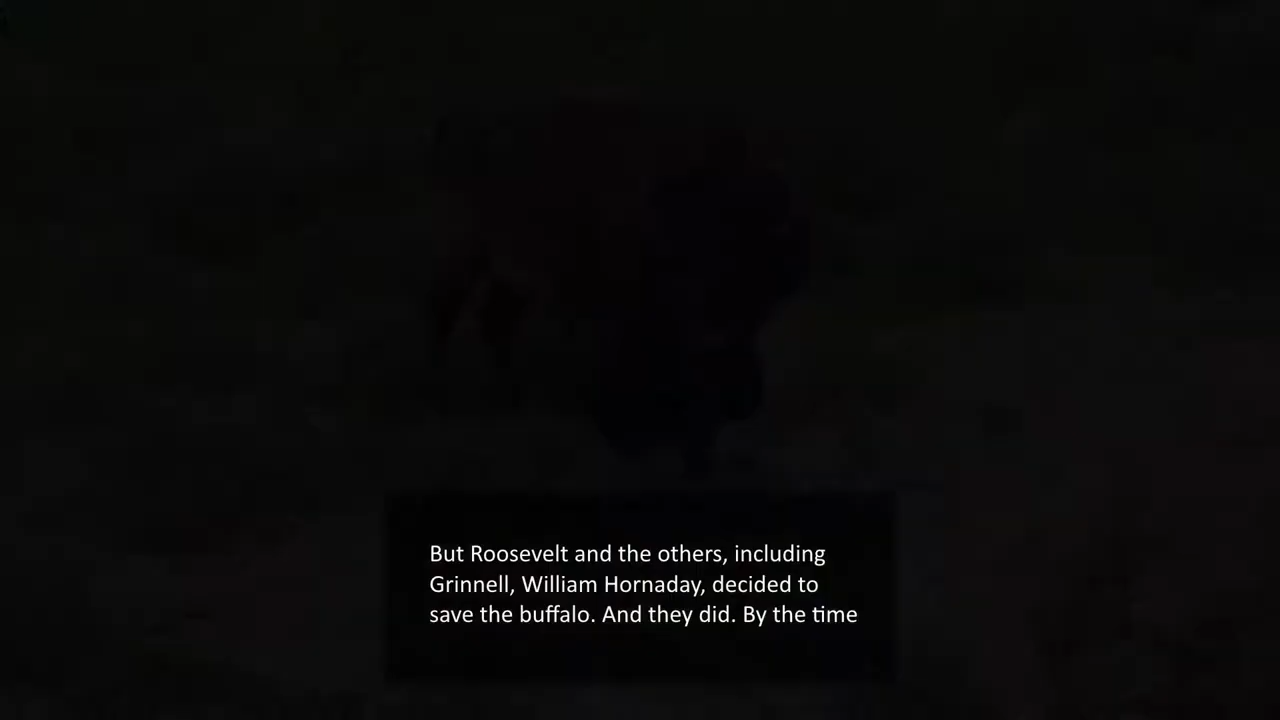 But Roosevelt and the others, including
Grinnell, William Hornaday, decided to
save the buffalo. And they did. By the time